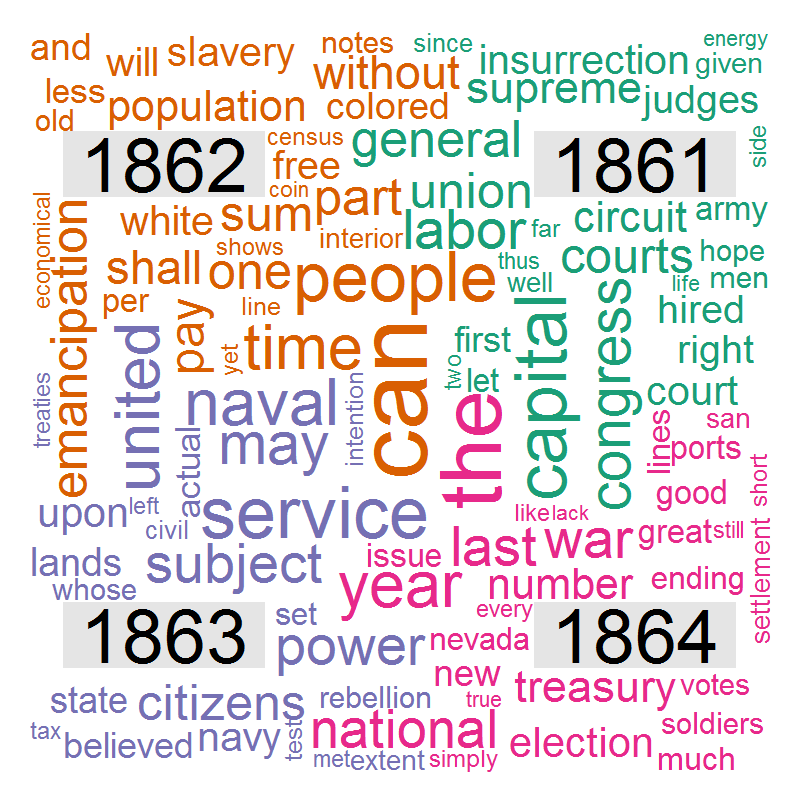 and will slavery notes since energy
less without insurrection given
old population colored supreme judges
1862 census general 1861 side
free
coin part union
white sum interior labor far circuit army
economical shows courts hope
shall one people thus life men
emancipation per line well hired
pay time can first capital congress right
yet two let court
treaties united naval the san
actual may intention lines ports
upon left service like lack good short
civil last war great still
lands subject issue number ending settlement
whose year every
1863 set 1864
power nevada
new
state citizens rebellion true treasury votes
tax national soldiers
believed navy test election
met extent simply much